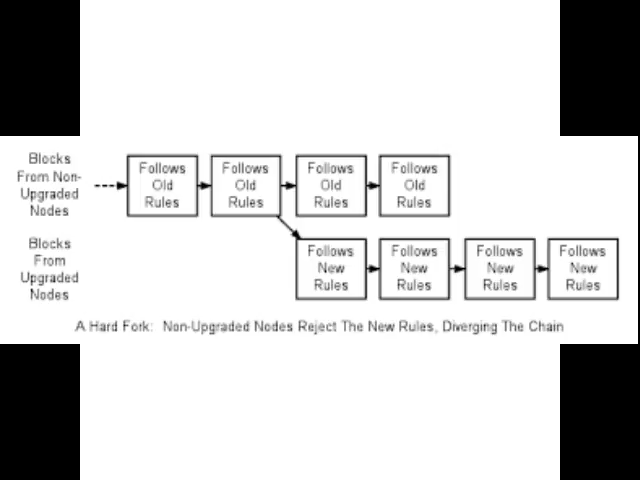 Blocks
From Non-
Upgraded
Nodes
Follows
Old
Rules
Follows
Old
Rules
Follows
Old
Rules
Follows
Old
Rules
Blocks
From
Upgraded
Nodes
Follows
New
Rules
Follows
New
Rules
Follows
New
Rules
Follows
New
Rules
A Hard Fork: Non-Upgraded Nodes Reject The New Rules, Diverging The Chain